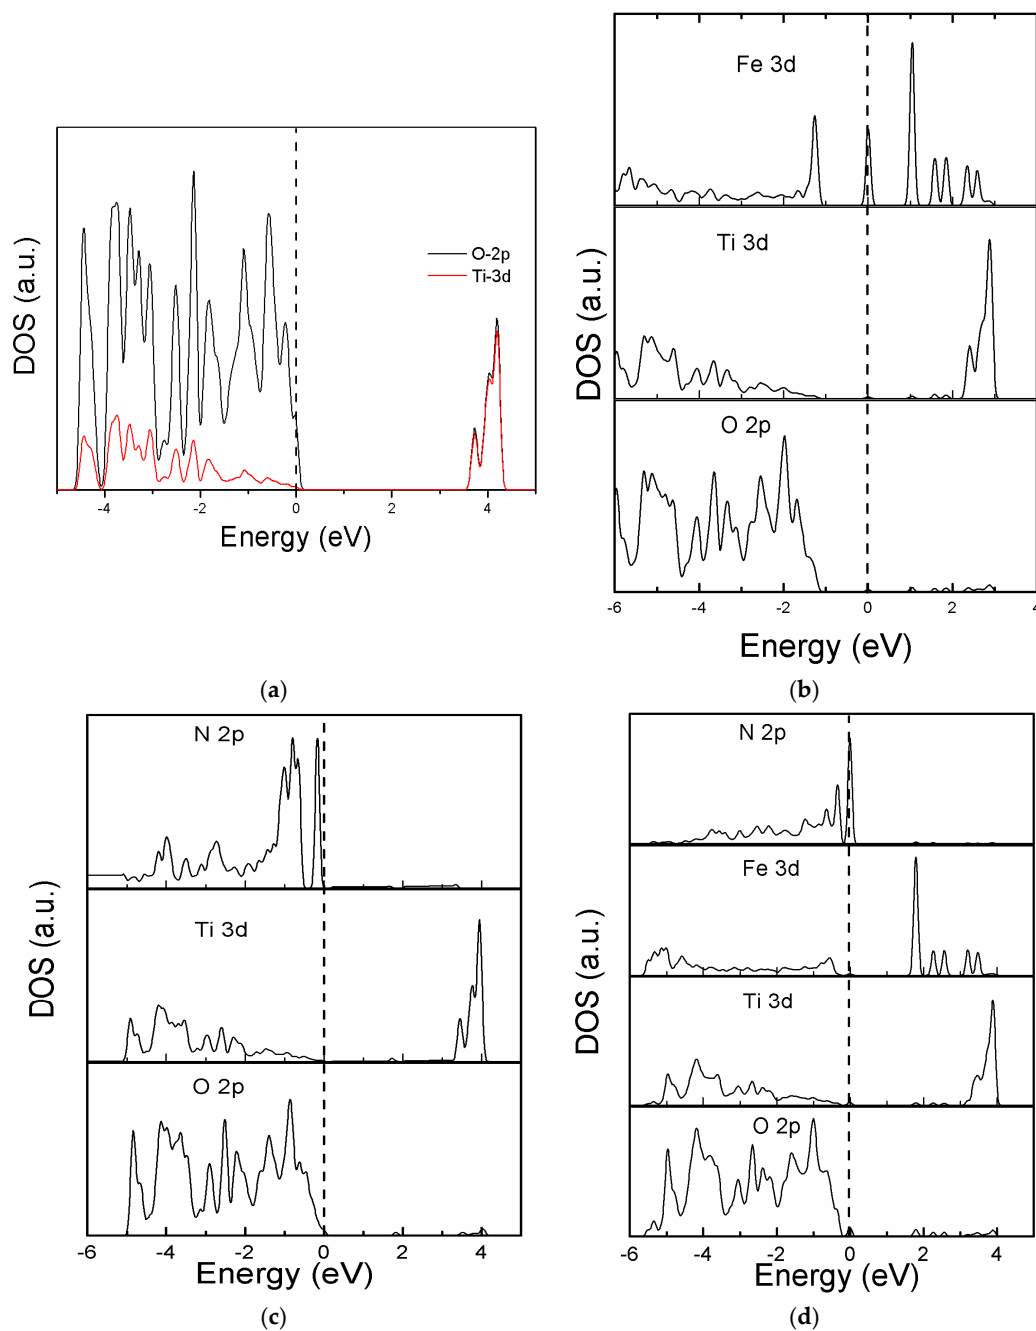 DOS (a.u.)
O-2p
Ti-3d
-4 -2 0 2 4
Energy (eV)
(a)
DOS (a.u.)
Fe 3d
Ti 3d
O 2p
-6 -4 -2 0 2 4
Energy (eV)
(b)
DOS (a.u.)
N 2p
Ti 3d
O 2p
-6 -4 -2 0 2 4
Energy (eV)
(c)
DOS (a.u.)
N 2p
Fe 3d
Ti 3d
O 2p
-6 -4 -2 0 2 4
Energy (eV)
(d)